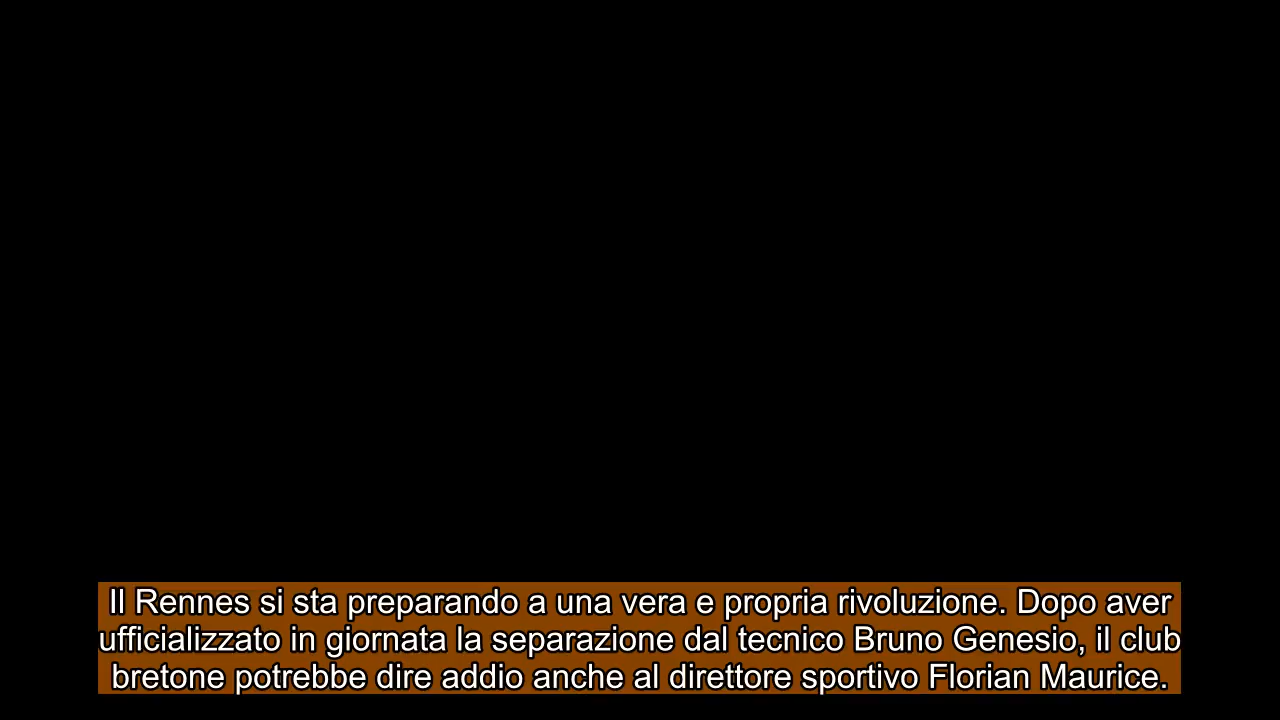 Il Rennes si sta preparando a una vera e propria rivoluzione. Dopo aver
ufficializzato in giornata la separazione dal tecnico Bruno Genesio, il club
bretone potrebbe dire addio anche al direttore sportivo Florian Maurice.